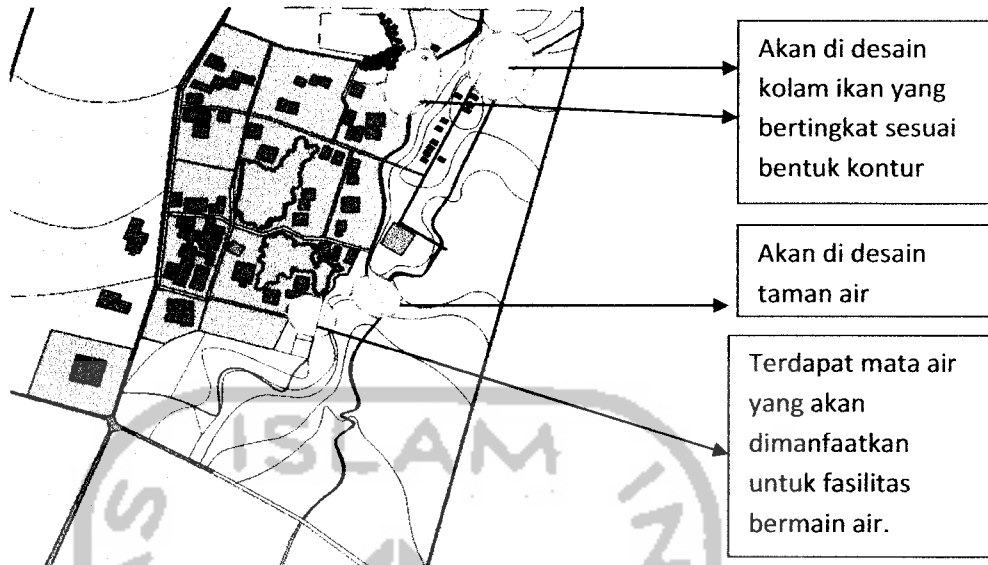 Akan di desain
kolam ikan yang
bertingkat sesuai
bentuk kontur
Akan di desain
taman air
Terdapat mata air
yang akan
dimanfaatkan
untuk fasilitas
bermain air.
ISLAM